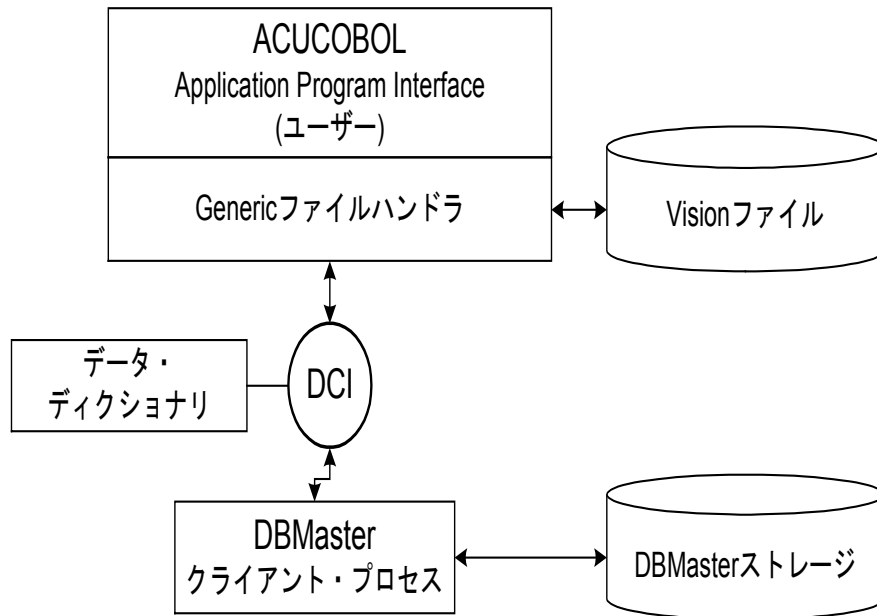 ACUCOBOL
Application Program Interface
(ユーザー)
Genericファイルハンドラ
Visionファイル
データ・
ディクショナリ
DCI
DBMaster
クライアント・プロセス
DBMasterストレージ